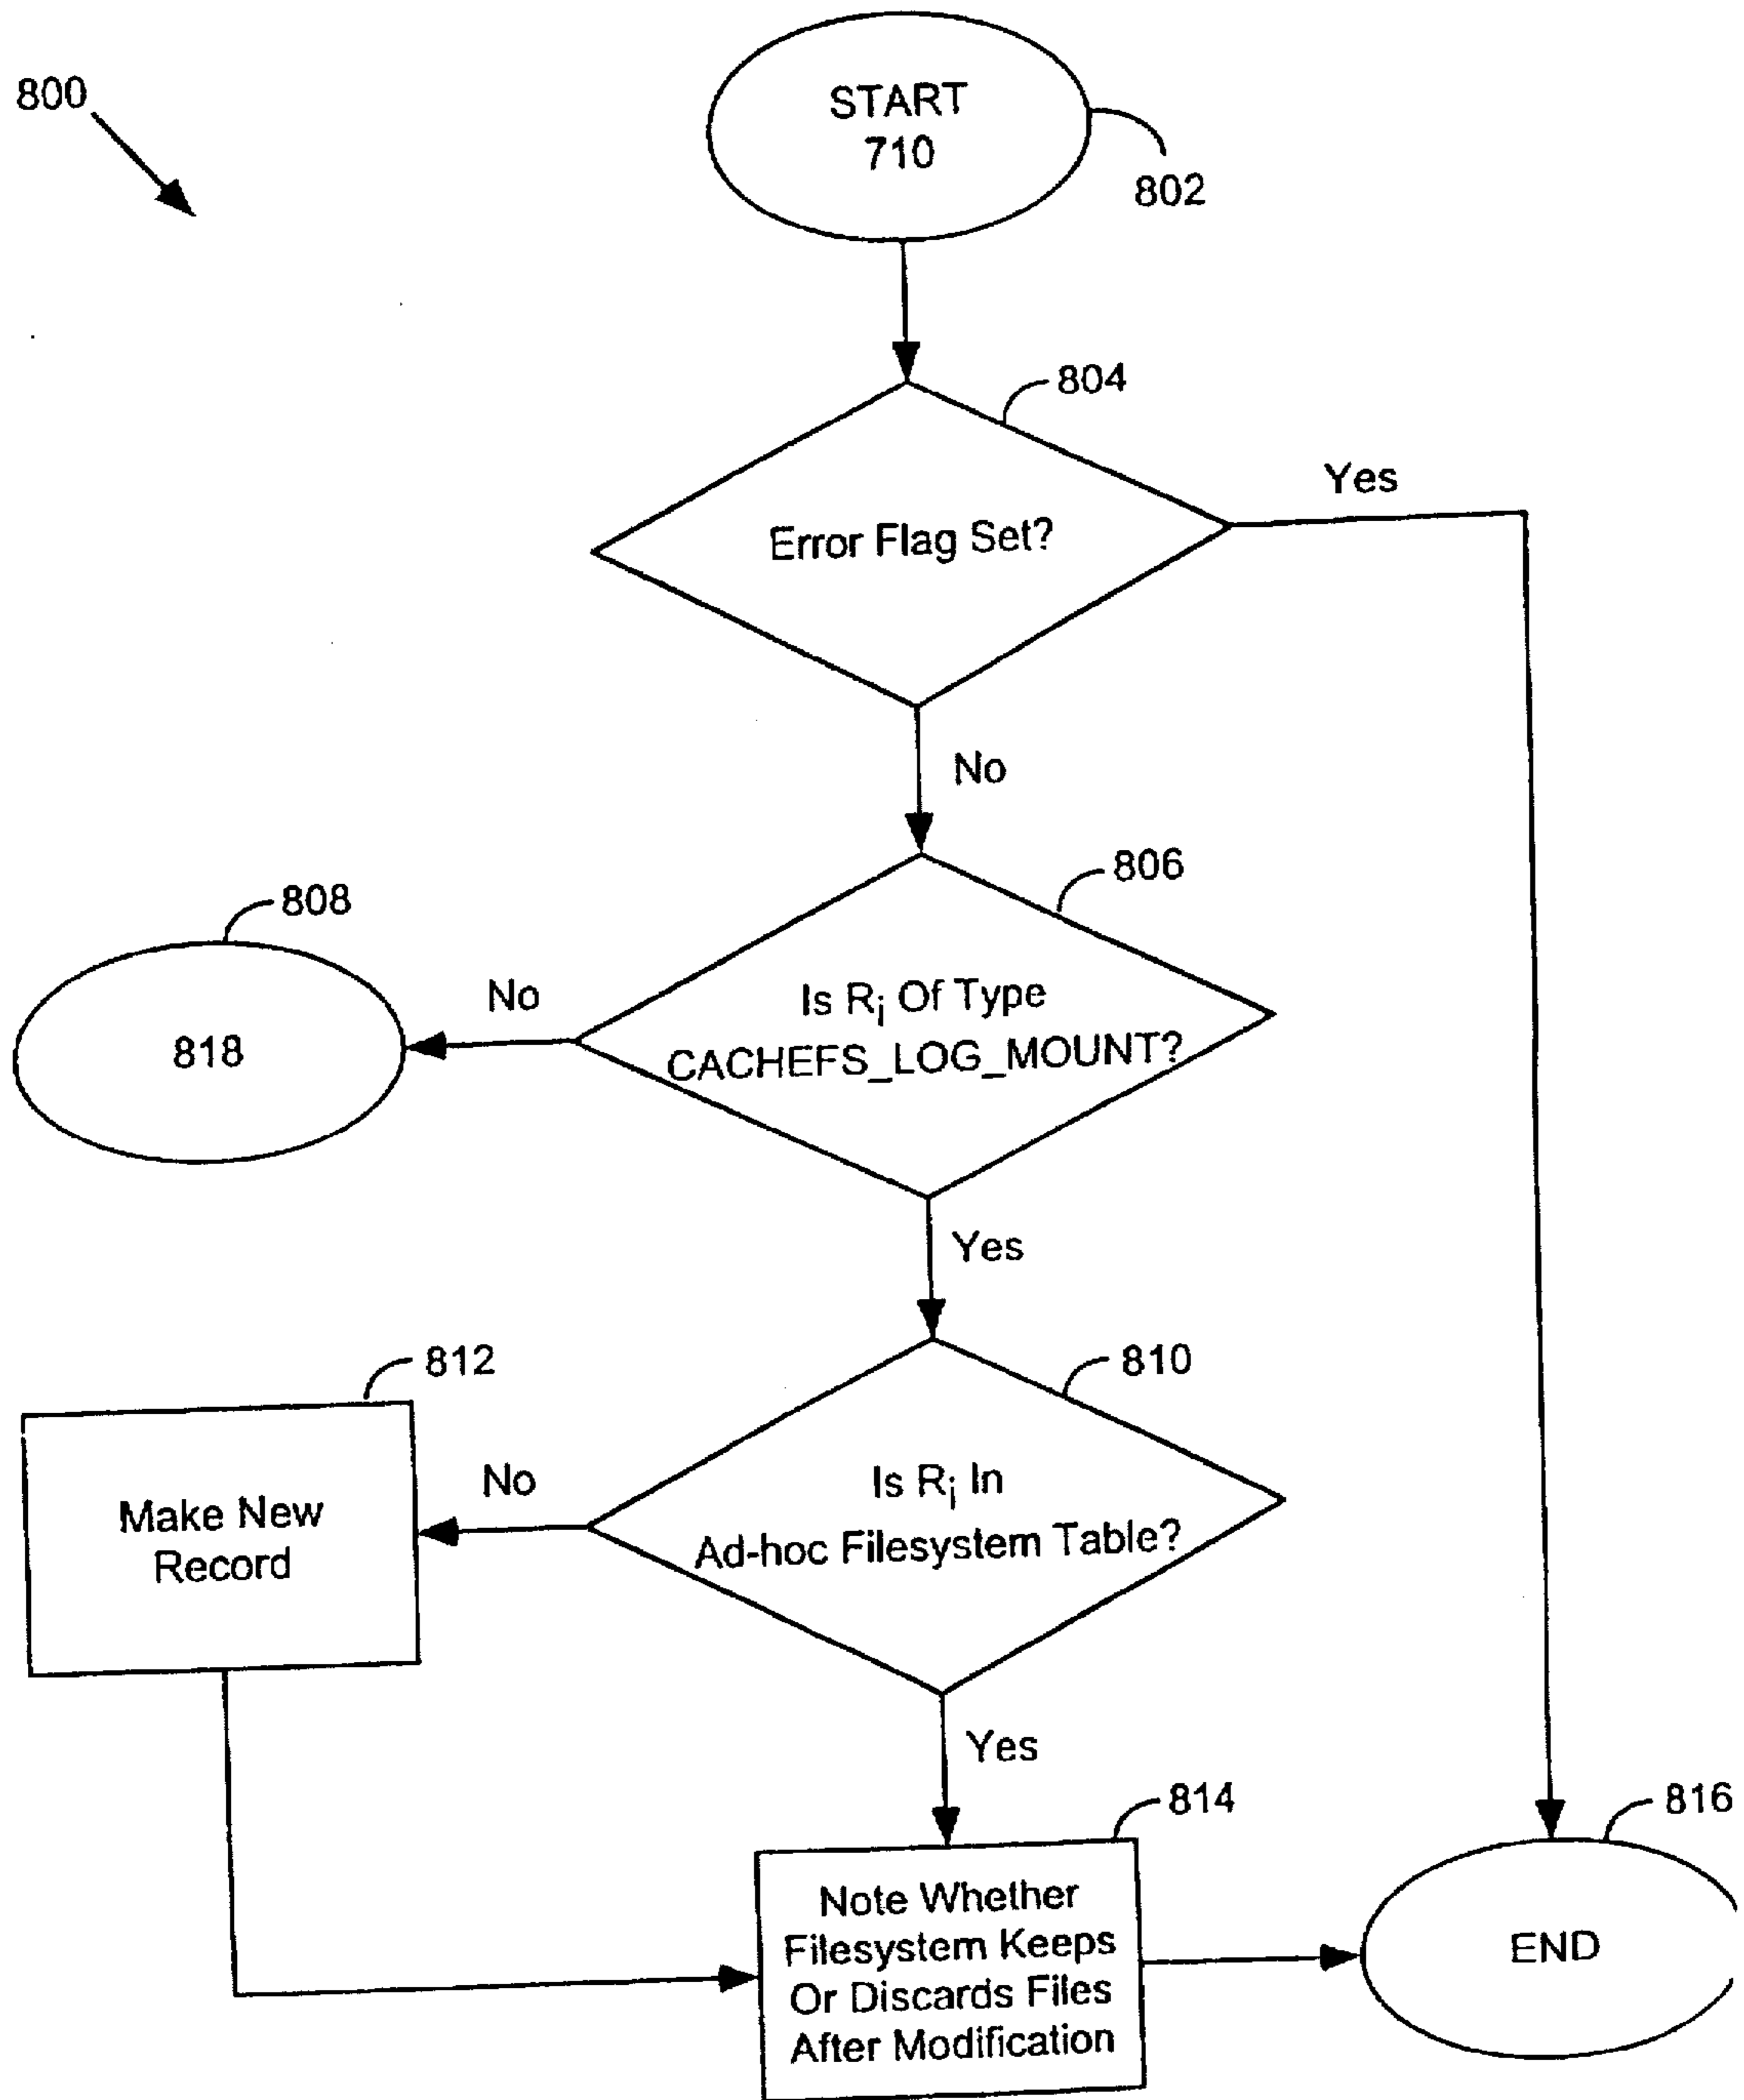 800
START
710
802
804
Yes
Error Flag Set?
No
806
808
No
Is Ri Of Type
CACHEFS_LOG_MOUNT?
818
Yes
812
810
No
Is Ri In
Ad-hoc Filesystem Table?
Make New
Record
Yes
814
816
Note Whether
Filesystem Keeps
Or Discards Files
After Modification
END